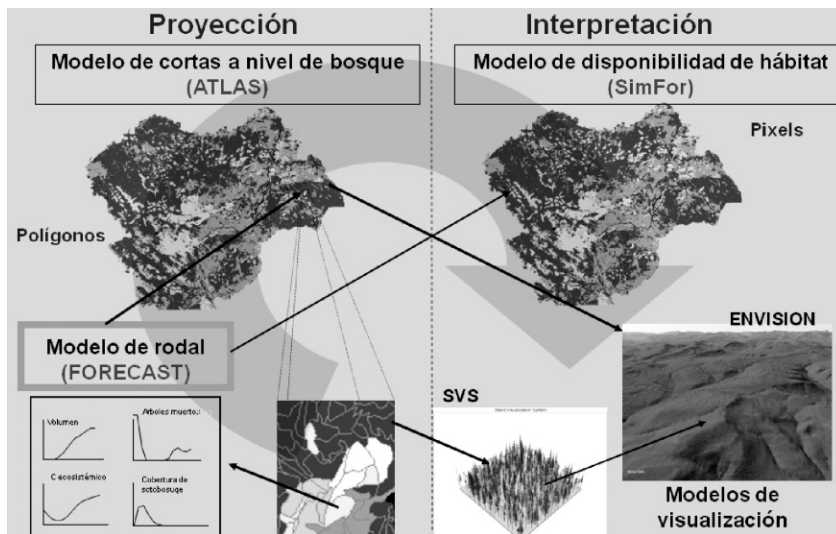 Proyección
Interpretación
Modelo de cortas a nivel de bosque
(ATLAS)
Modelo de disponibilidad de hábitat
(SimFor)
Pixels
Polígonos
Modelo de rodal
(FORECAST)
ENVISION
SVS
Volumen
Arboles muertos
C ecosistémico
Cobertura de
sotobosuqe
Modelos de
visualización